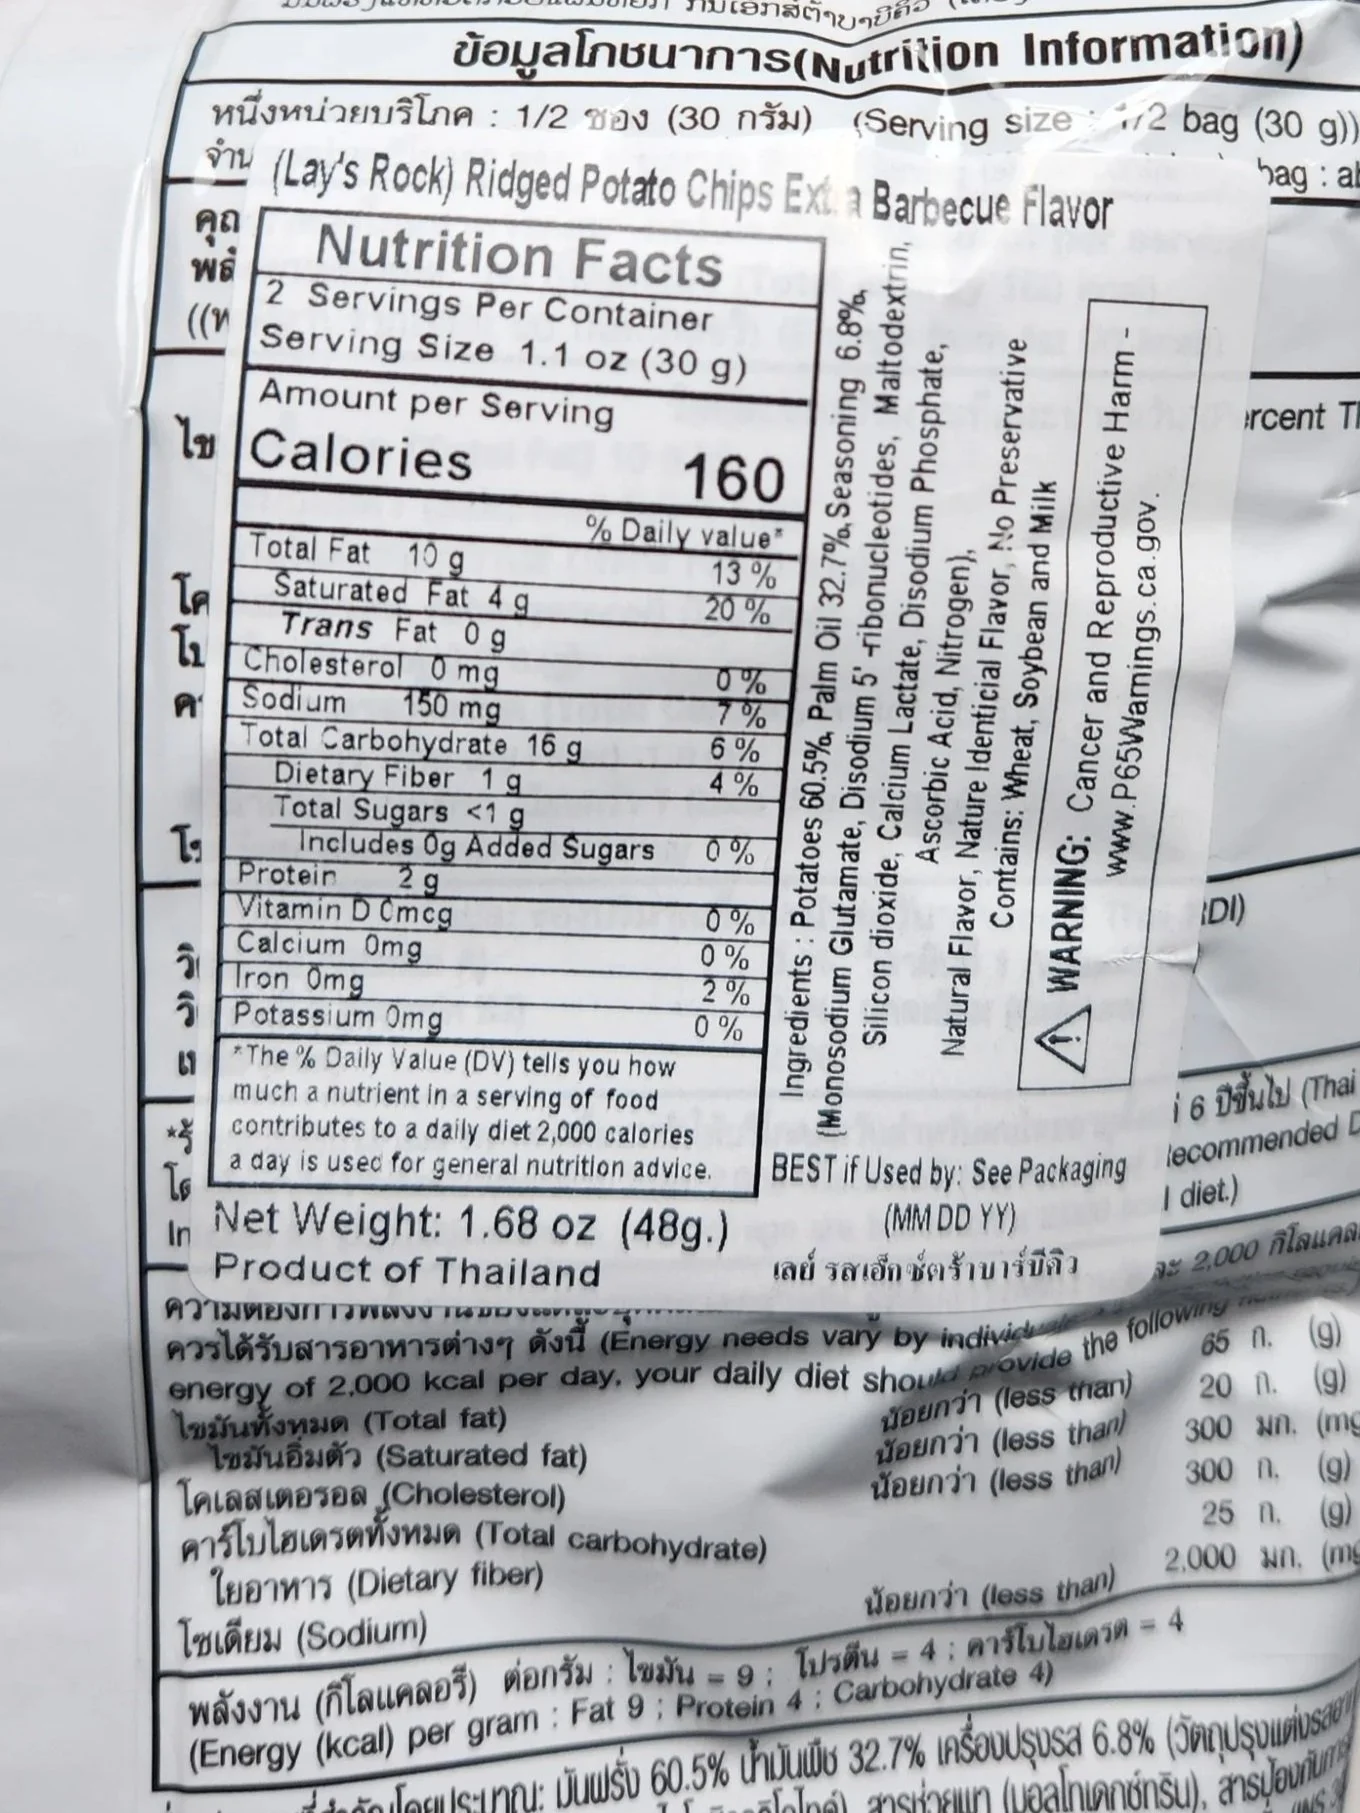 ข้อมูลโภชนาการ(Nutrition Information)
หนึ่งหน่วยบริโภค : 1/2 ซอง (30 กรัม) (Serving size : 1/2 bag (30 g))
bag :
(Lay's Rock) Ridged Potato Chips Extra Barbecue Flavor
Nutrition Facts
2 Servings Per Container
Serving Size 1.1 oz (30 g)
Amount per Serving
Calories 160
% Daily value*
Total Fat 10 g 13 %
Saturated Fat 4 g 20 %
Trans Fat 0 g
Cholesterol 0 mg 0 %
Sodium 150 mg 7 %
Total Carbohydrate 16 g 6 %
Dietary Fiber 1 g 4 %
Total Sugars <1 g
Includes 0g Added Sugars 0 %
Protein 2 g
Vitamin D 0mcg 0 %
Calcium 0mg 0 %
Iron 0mg 2 %
Potassium 0mg 0 %
*The % Daily Value (DV) tells you how
much a nutrient in a serving of food
contributes to a daily diet 2,000 calories
a day is used for general nutrition advice.
Net Weight: 1.68 oz (48g.)
Product of Thailand
Ingredients : Potatoes 60.5%, Palm Oil 32.7%, Seasoning 6.8%,
(Monosodium Glutamate, Disodium 5' -ribonucleotides, Maltodextrin,
Silicon dioxide, Calcium Lactate, Disodium Phosphate,
Ascorbic Acid, Nitrogen),
Natural Flavor, Nature Identicial Flavor, No Preservative
Contains: Wheat, Soybean and Milk
⚠ WARNING: Cancer and Reproductive Harm -
www.P65Warnings.ca.gov.
BEST if Used by: See Packaging
(MM DD YY)
เลย์ รสเอ็กซ์ตร้าบาร์บีคิว
ercent
RDI)
6 ปีขึ้นไป (Thai
diet.)
2,000
ควรได้รับสารอาหารต่างๆ ดังนี้ (Energy needs vary by
energy of 2,000 kcal per day, your daily diet should provide the following
ไขมันทั้งหมด (Total fat) น้อยกว่า (less than) 65 ก. (g)
ไขมันอิ่มตัว (Saturated fat) น้อยกว่า (less than) 20 ก. (g)
โคเลสเตอรอล (Cholesterol) น้อยกว่า (less than) 300 มก.
คาร์โบไฮเดรตทั้งหมด (Total carbohydrate) 300 ก. (g)
ใยอาหาร (Dietary fiber) 25 ก. (g)
โซเดียม (Sodium) น้อยกว่า (less than) 2,000 มก.
พลังงาน (กิโลแคลอรี) ต่อกรัม : ไขมัน = 9 ; โปรตีน = 4 ; คาร์โบไฮเดรต = 4
(Energy (kcal) per gram : Fat 9 ; Protein 4 ; Carbohydrate 4)
มันฝรั่ง 60.5% น้ำมันพืช 32.7% เครื่องปรุงรส 6.8%